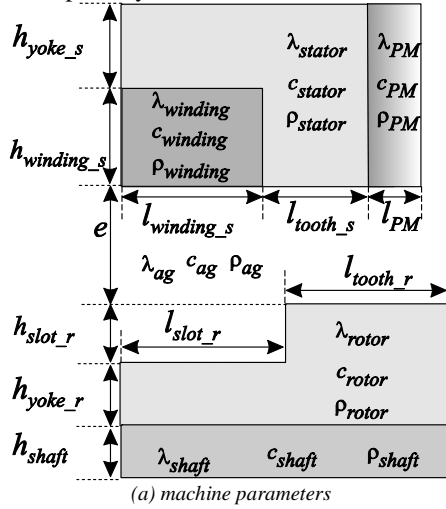 h_yoke_s
λ_stator λ_PM
c_stator c_PM
ρ_stator ρ_PM
h_winding_s
λ_winding
c_winding
ρ_winding
l_winding_s l_tooth_s l_PM
e
λ_ag c_ag ρ_ag
l_tooth_r
h_slot_r
l_slot_r
λ_rotor
c_rotor
ρ_rotor
h_yoke_r
h_shaft
λ_shaft c_shaft ρ_shaft
(a) machine parameters